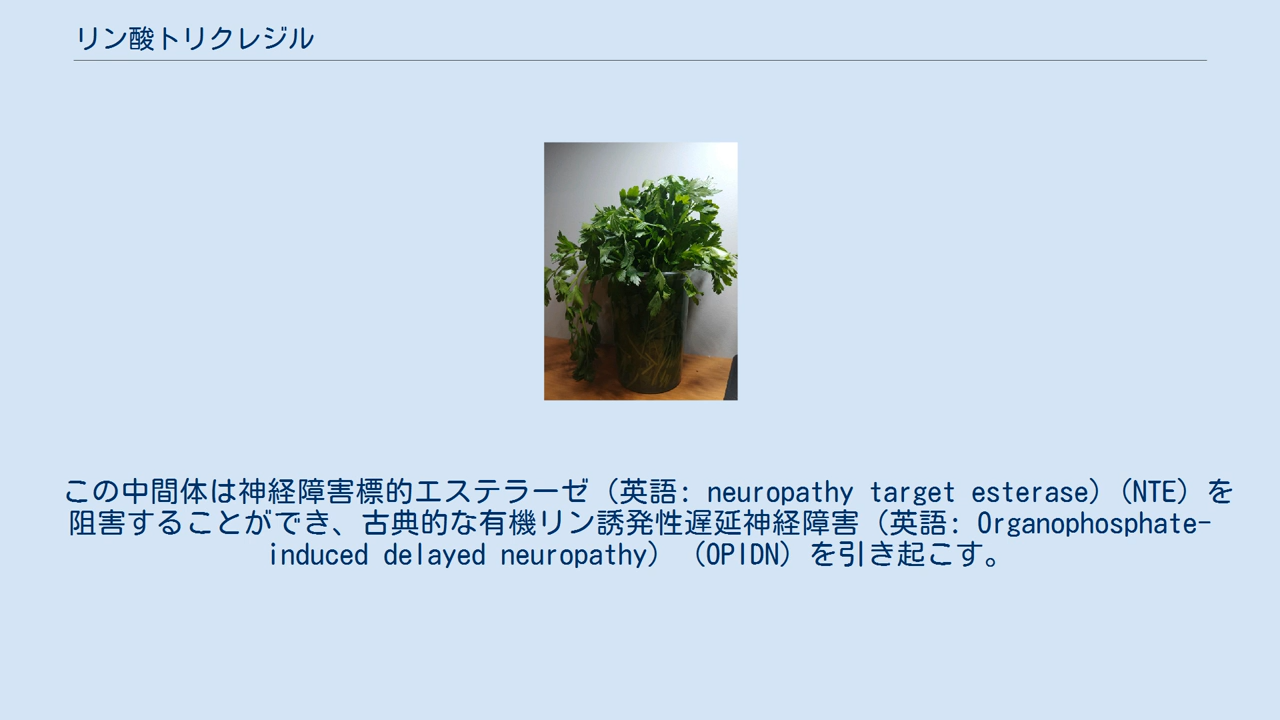 リン酸トリクレジル
この中間体は神経障害標的エステラーゼ（英語: neuropathy target esterase）(NTE）を
阻害することができ、古典的な有機リン誘発性遅延神経障害（英語: Organophosphate-
induced delayed neuropathy）（OPIDN）を引き起こす。